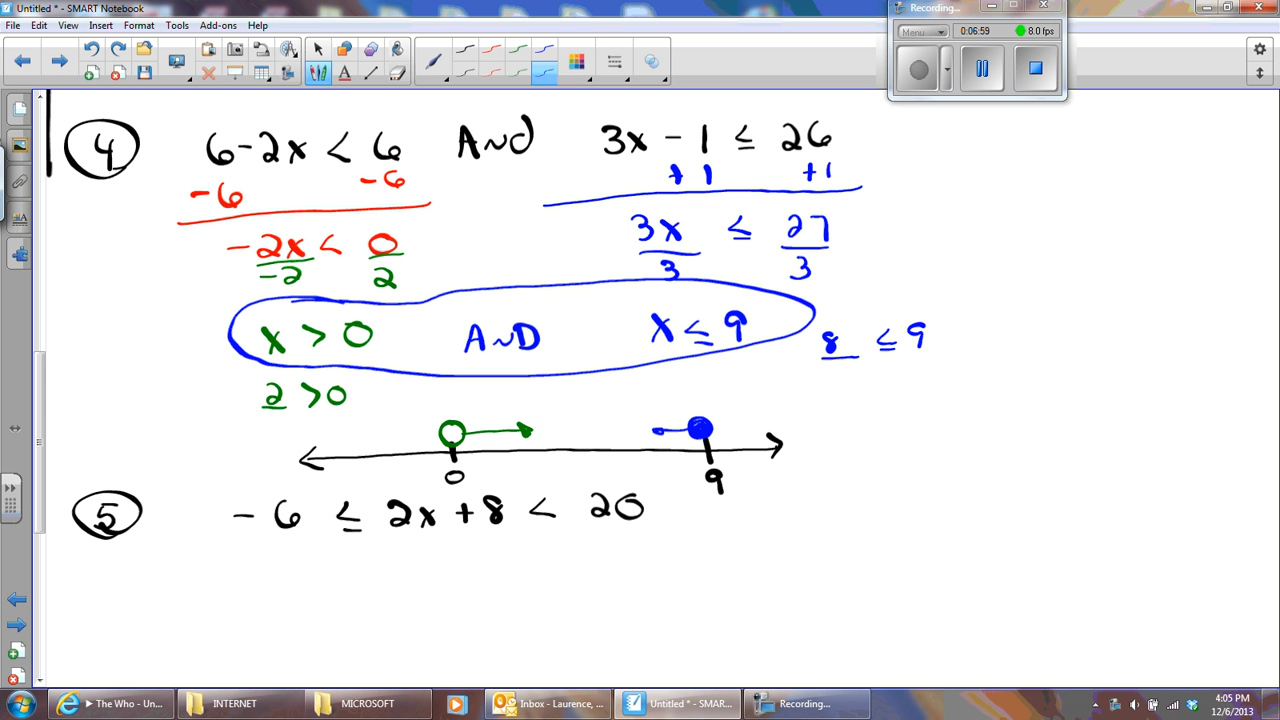 Untitled * - SMART Notebook
Recording...
File Edit View Insert Format Tools Add-ons Help
Menu 0:06:59 8.0 fps
4 6-2x < 6 AND 3x - 1 ≤ 26
-6 -6 +1 +1
-2x < 0 3x ≤ 27
-2 2 3 3
x > 0 AND x ≤ 9 8 ≤ 9
2 > 0
0 9
5 -6 ≤ 2x + 8 < 20
The Who - Un... INTERNET MICROSOFT Inbox - Laurence, ... Untitled * - SMAR... Recording...
4:05 PM
12/6/2013